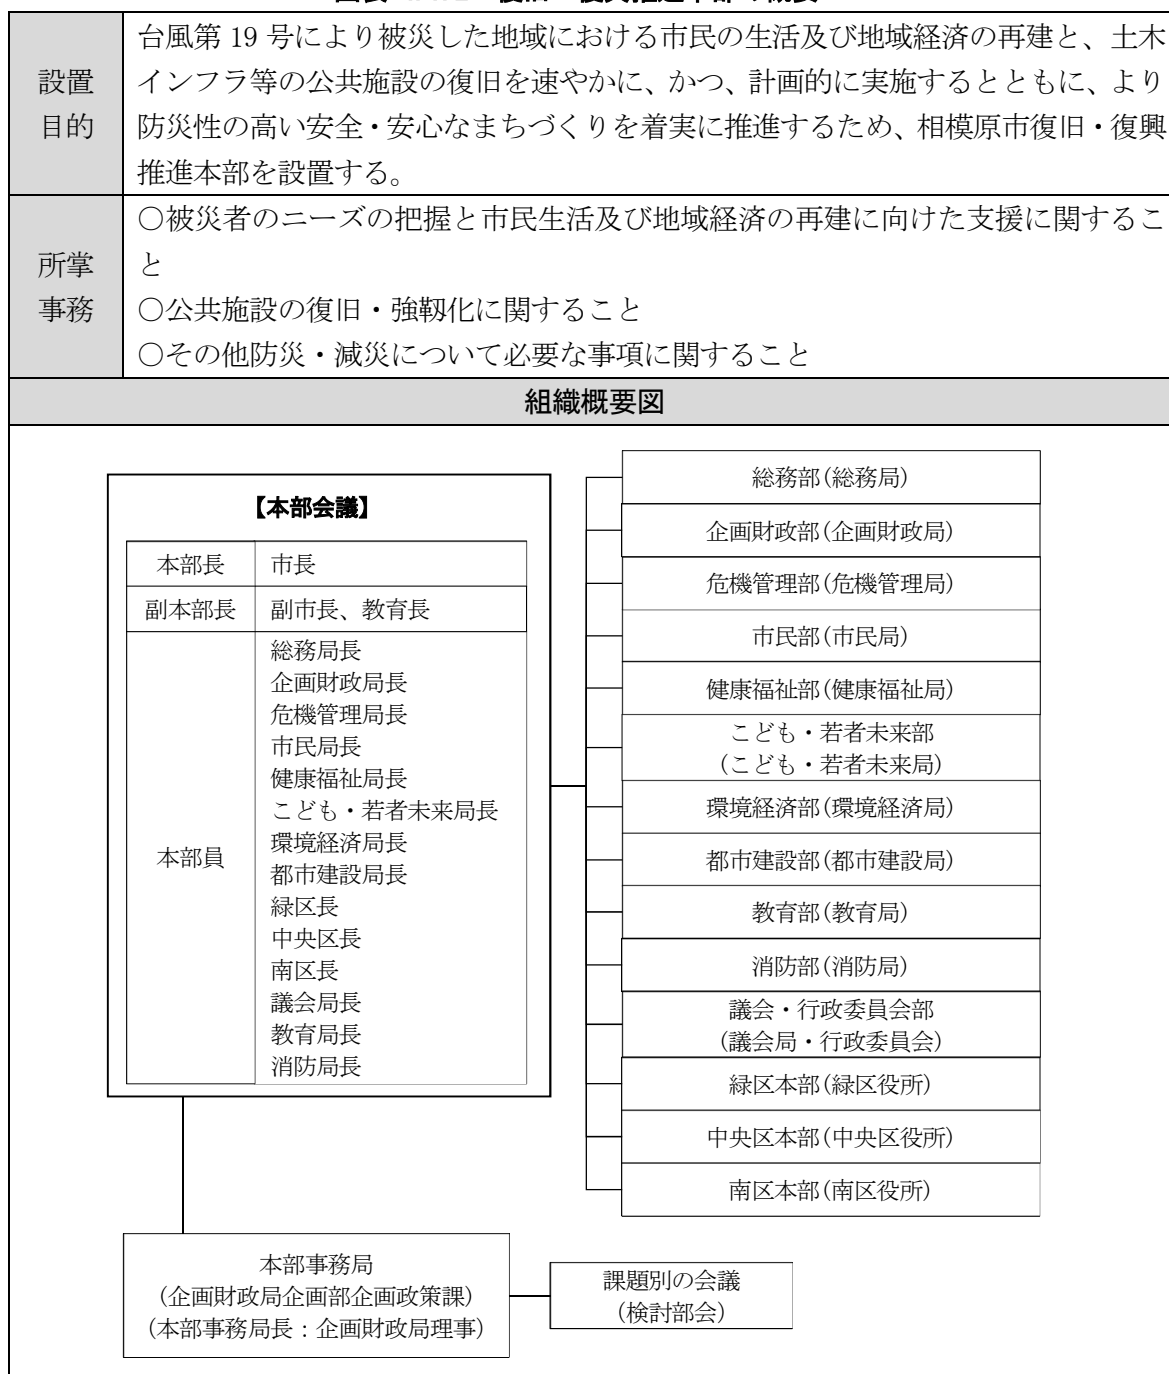 設置
目的
台風第 19 号により被災した地域における市民の生活及び地域経済の再建と、土木
インフラ等の公共施設の復旧を速やかに、かつ、計画的に実施するとともに、より
防災性の高い安全・安心なまちづくりを着実に推進するため、相模原市復旧・復興
推進本部を設置する。
所掌
事務
○被災者のニーズの把握と市民生活及び地域経済の再建に向けた支援に関するこ
と
○公共施設の復旧・強靱化に関すること
○その他防災・減災について必要な事項に関すること
組織概要図
【本部会議】
本部長 市長
副本部長 副市長、教育長
本部員
総務局長
企画財政局長
危機管理局長
市民局長
健康福祉局長
こども・若者未来局長
環境経済局長
都市建設局長
緑区長
中央区長
南区長
議会局長
教育局長
消防局長
総務部(総務局)
企画財政部(企画財政局)
危機管理部(危機管理局)
市民部(市民局)
健康福祉部(健康福祉局)
こども・若者未来部
(こども・若者未来局)
環境経済部(環境経済局)
都市建設部(都市建設局)
教育部(教育局)
消防部(消防局)
議会・行政委員会部
(議会局・行政委員会)
緑区本部(緑区役所)
中央区本部(中央区役所)
南区本部(南区役所)
本部事務局
(企画財政局企画部企画政策課)
(本部事務局長：企画財政局理事)
課題別の会議
(検討部会)